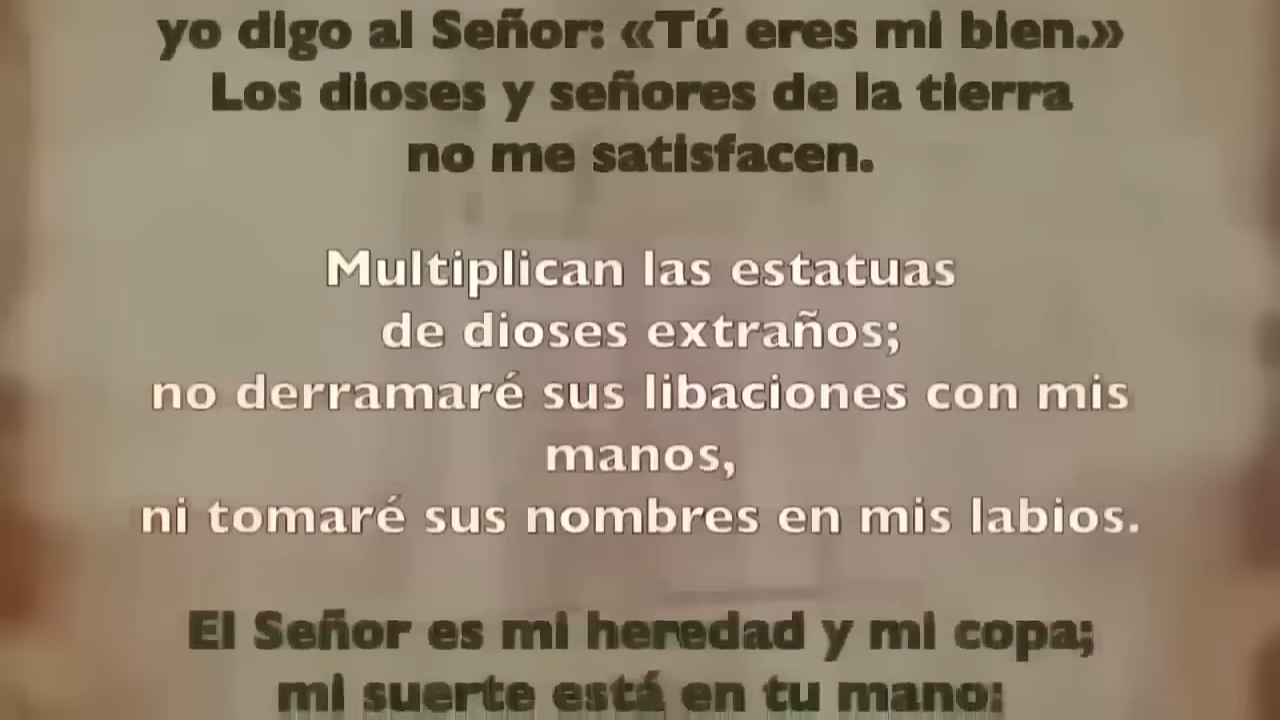 yo digo al Señor: «Tú eres mi bien.»
Los dioses y señores de la tierra
no me satisfacen.
Multiplican las estatuas
de dioses extraños;
no derramaré sus libaciones con mis
manos,
ni tomaré sus nombres en mis labios.
El Señor es mi heredad y mi copa;
mi suerte está en tu mano: